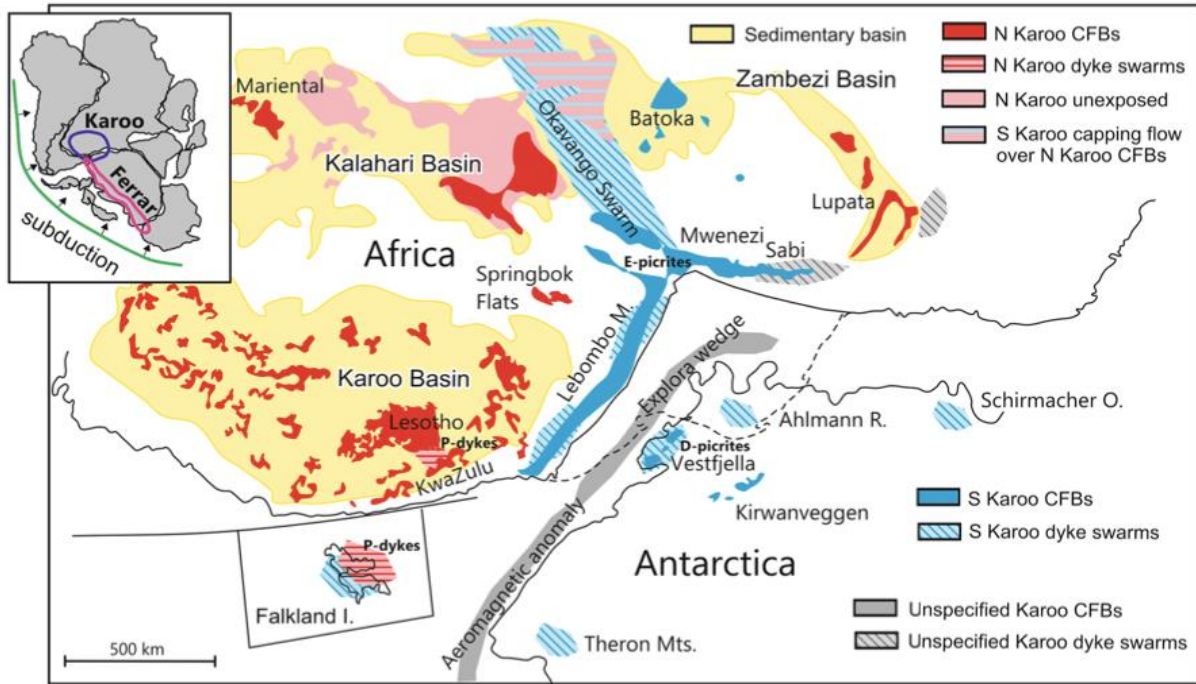 Karoo
Ferrar
subduction
Sedimentary basin
N Karoo CFBs
N Karoo dyke swarms
N Karoo unexposed
S Karoo capping flow
over N Karoo CFBs
Mariental
Kalahari Basin
Okavango Swarm
Batoka
Zambezi Basin
Lupata
Africa
Springbok
Flats
E-picrites
Mwenezi
Sabi
Lebombo M.
Explora wedge
Karoo Basin
Lesotho
P-dykes
KwaZulu
Ahlmann R.
Schirmacher O.
D-picrites
Vestfjella
Kirwanveggen
Aeromagnetic anomaly
Antarctica
S Karoo CFBs
S Karoo dyke swarms
P-dykes
Falkland I.
Theron Mts.
Unspecified Karoo CFBs
Unspecified Karoo dyke swarms
500 km